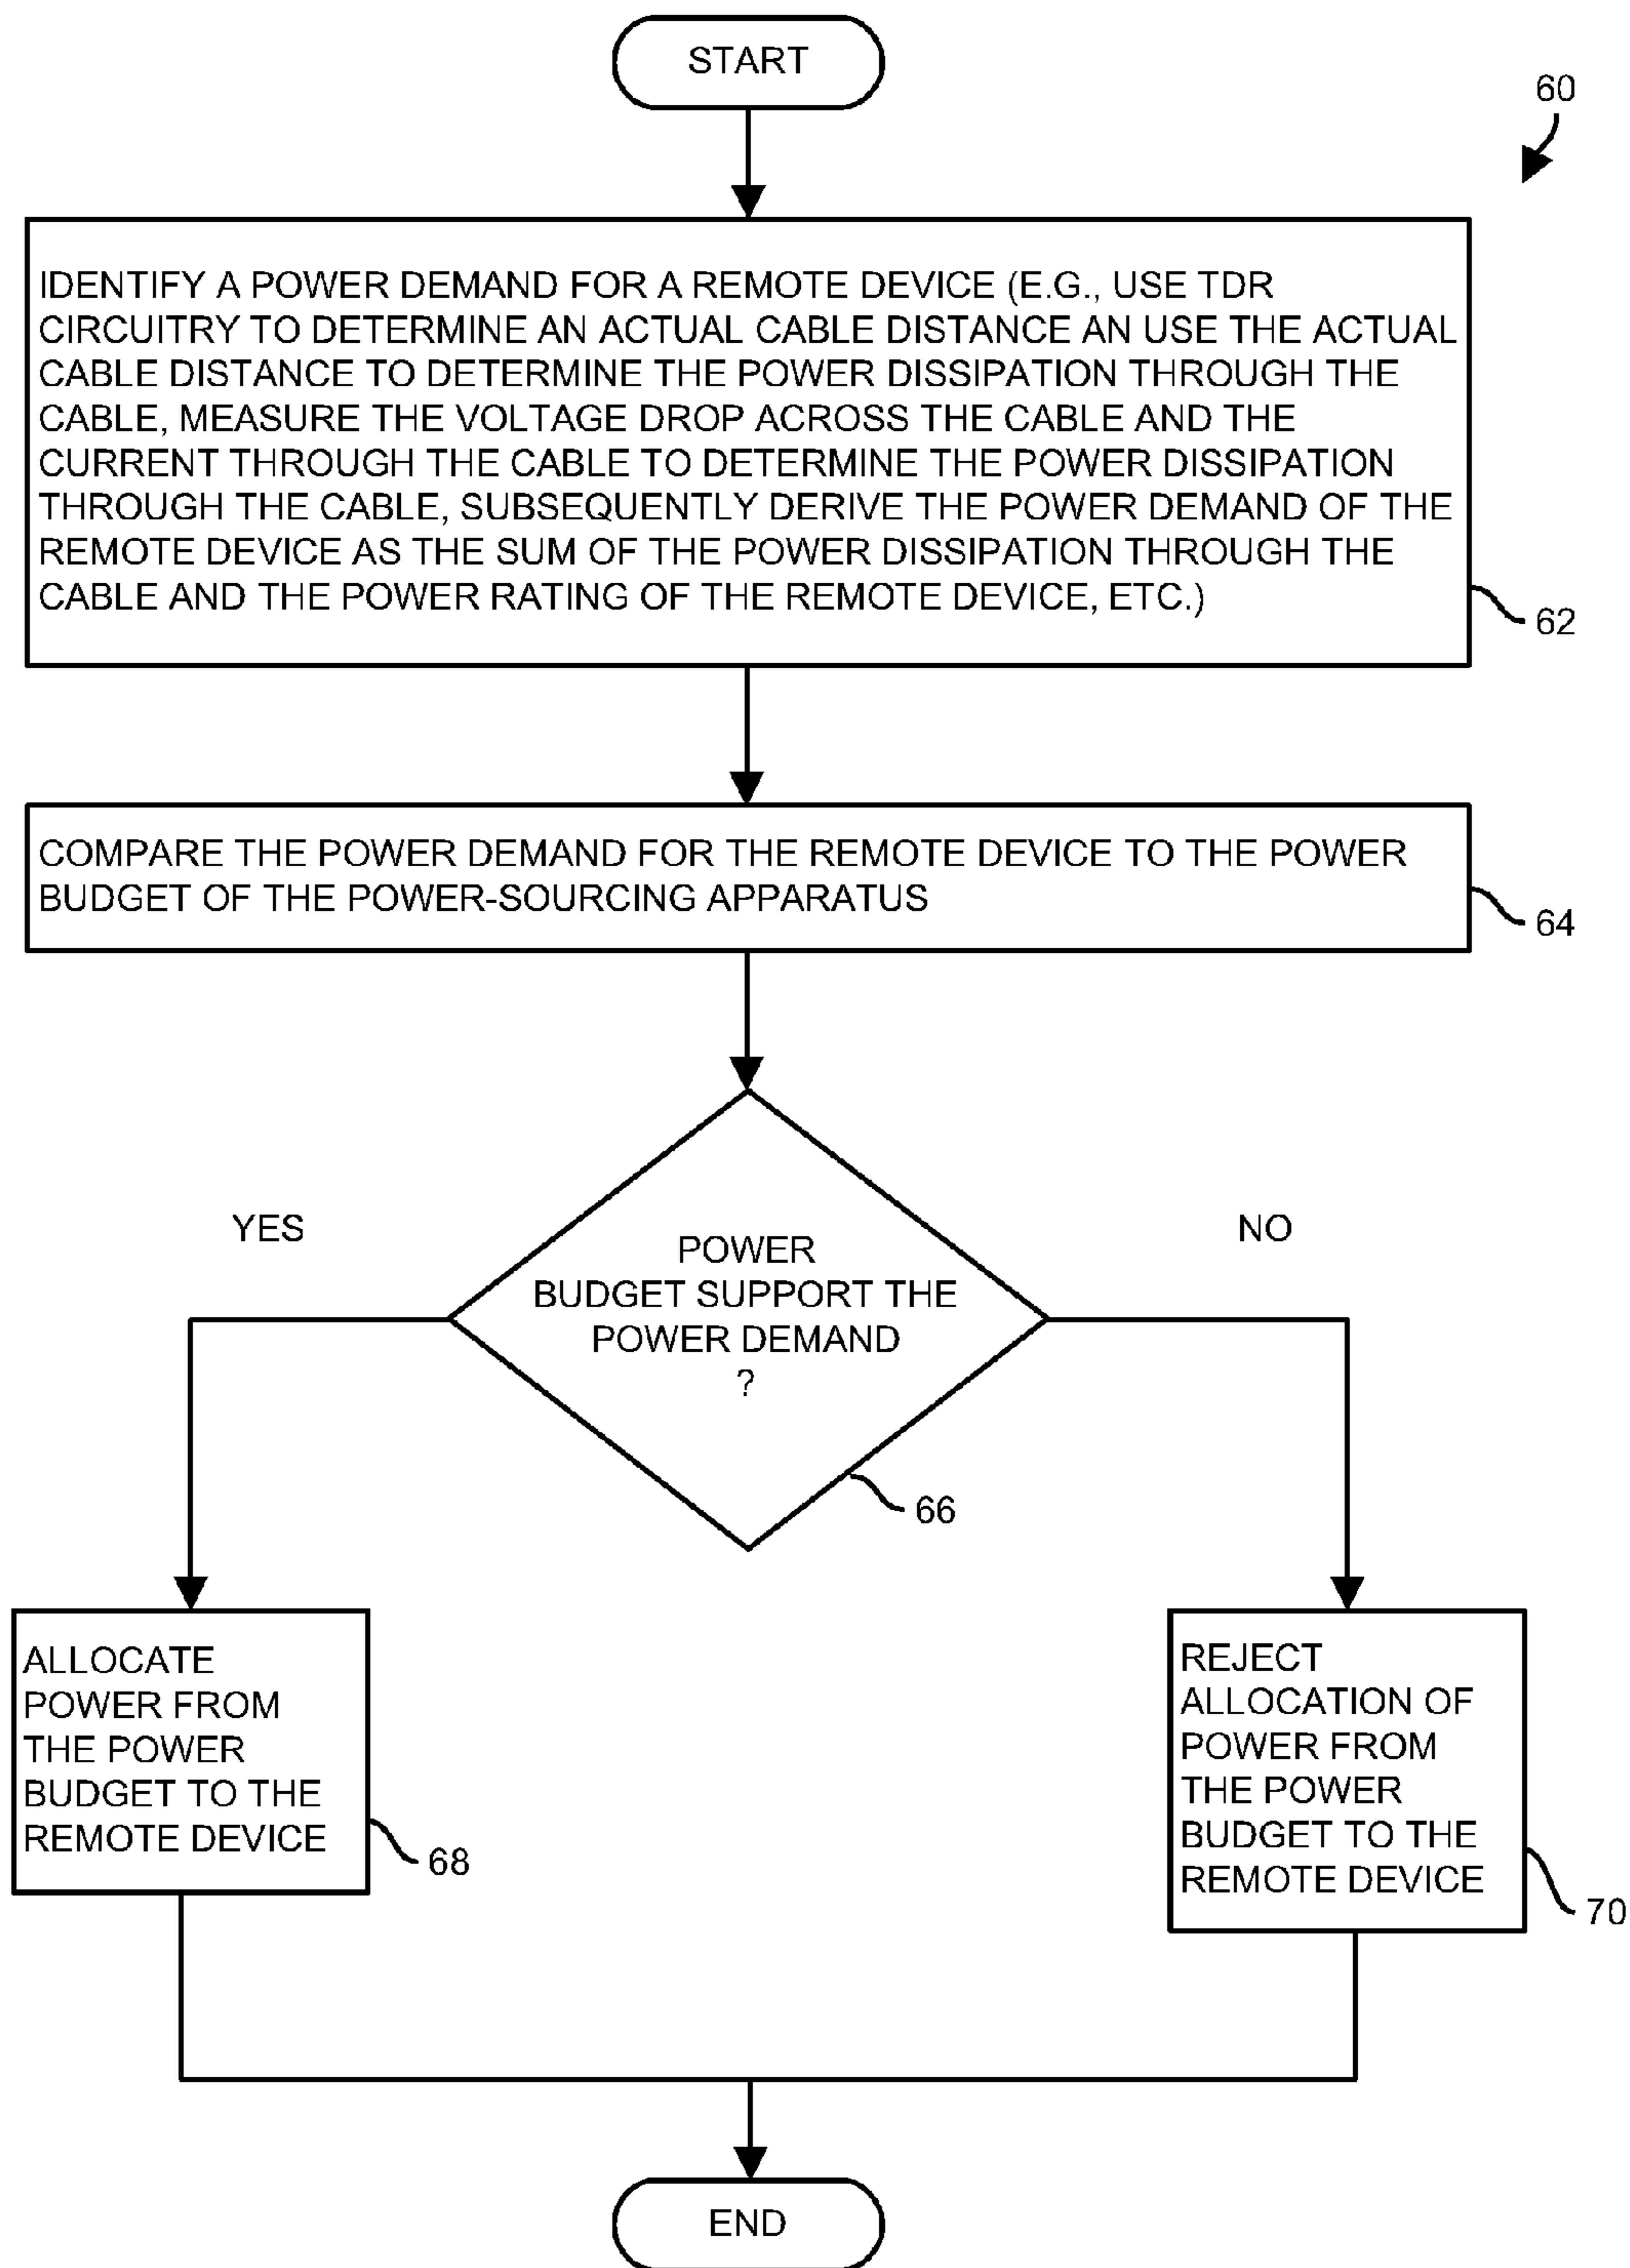 START
60
IDENTIFY A POWER DEMAND FOR A REMOTE DEVICE (E.G., USE TDR
CIRCUITRY TO DETERMINE AN ACTUAL CABLE DISTANCE AN USE THE ACTUAL
CABLE DISTANCE TO DETERMINE THE POWER DISSIPATION THROUGH THE
CABLE, MEASURE THE VOLTAGE DROP ACROSS THE CABLE AND THE
CURRENT THROUGH THE CABLE TO DETERMINE THE POWER DISSIPATION
THROUGH THE CABLE, SUBSEQUENTLY DERIVE THE POWER DEMAND OF THE
REMOTE DEVICE AS THE SUM OF THE POWER DISSIPATION THROUGH THE
CABLE AND THE POWER RATING OF THE REMOTE DEVICE, ETC.)
62
COMPARE THE POWER DEMAND FOR THE REMOTE DEVICE TO THE POWER
BUDGET OF THE POWER-SOURCING APPARATUS
64
YES
NO
POWER
BUDGET SUPPORT THE
POWER DEMAND
?
66
ALLOCATE
POWER FROM
THE POWER
BUDGET TO THE
REMOTE DEVICE
68
REJECT
ALLOCATION OF
POWER FROM
THE POWER
BUDGET TO THE
REMOTE DEVICE
70
END